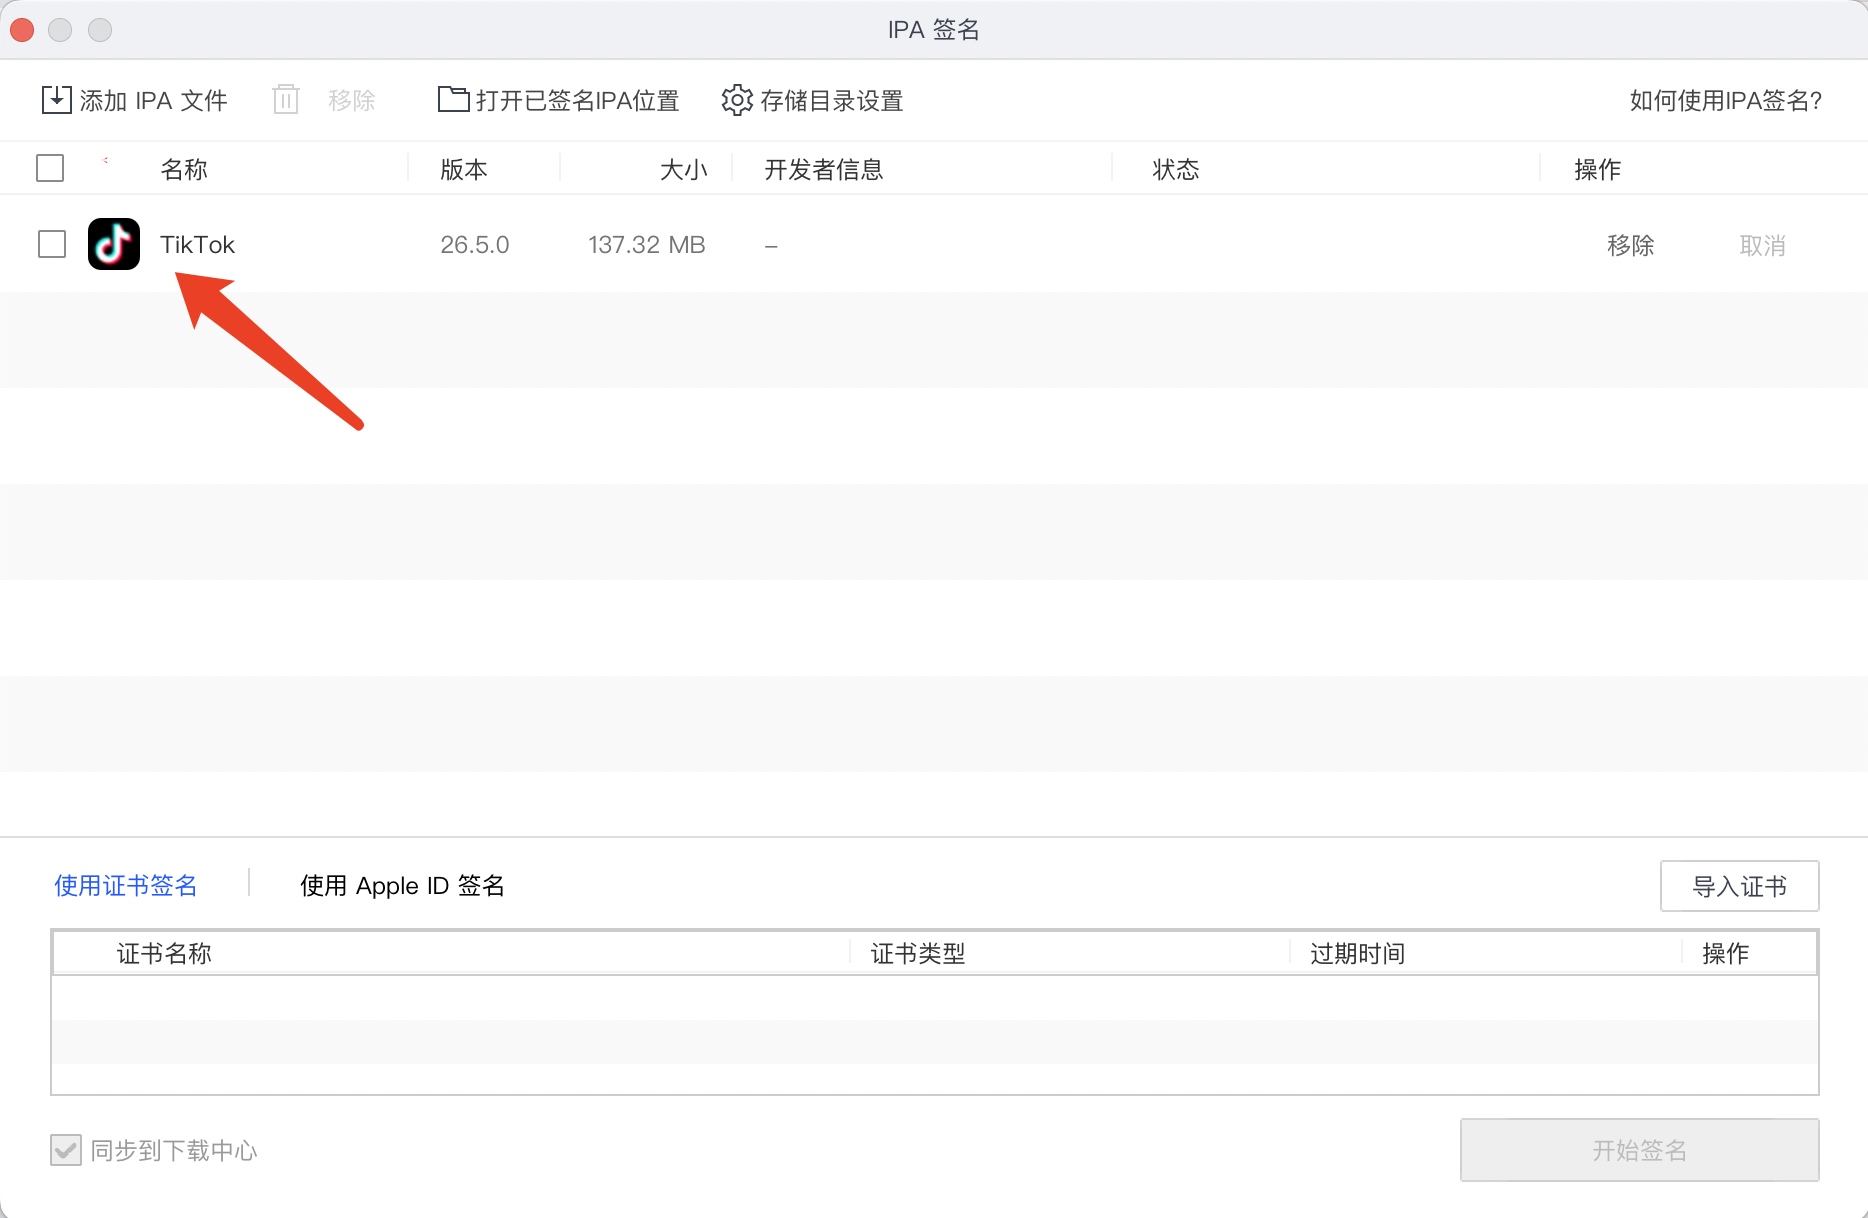 IPA 签名
添加 IPA 文件 移除 打开已签名IPA位置 存储目录设置 如何使用IPA签名?
名称 版本 大小 开发者信息 状态 操作
TikTok 26.5.0 137.32 MB – 移除 取消
使用证书签名 使用 Apple ID 签名 导入证书
证书名称 证书类型 过期时间 操作
同步到下载中心 开始签名